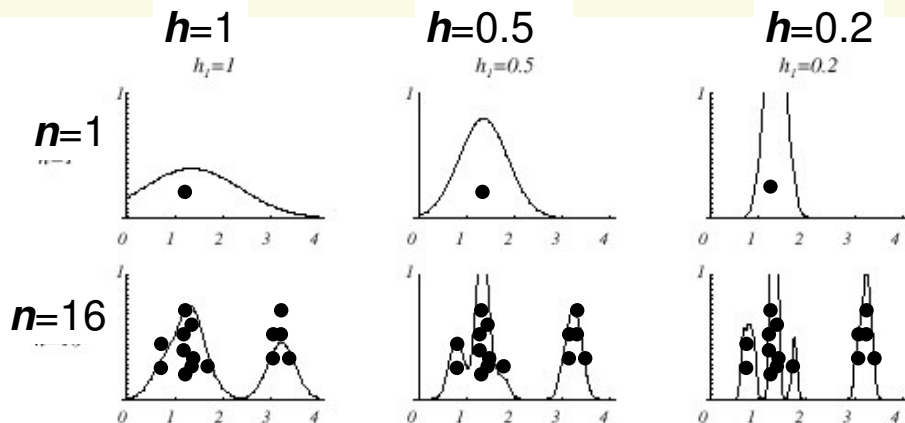 h=1 h=0.5 h=0.2
h1=1 h1=0.5 h1=0.2
n=1
1 1 1
0 1 2 3 4 0 1 2 3 4 0 1 2 3 4
n=16
1 1 1
0 1 2 3 4 0 1 2 3 4 0 1 2 3 4